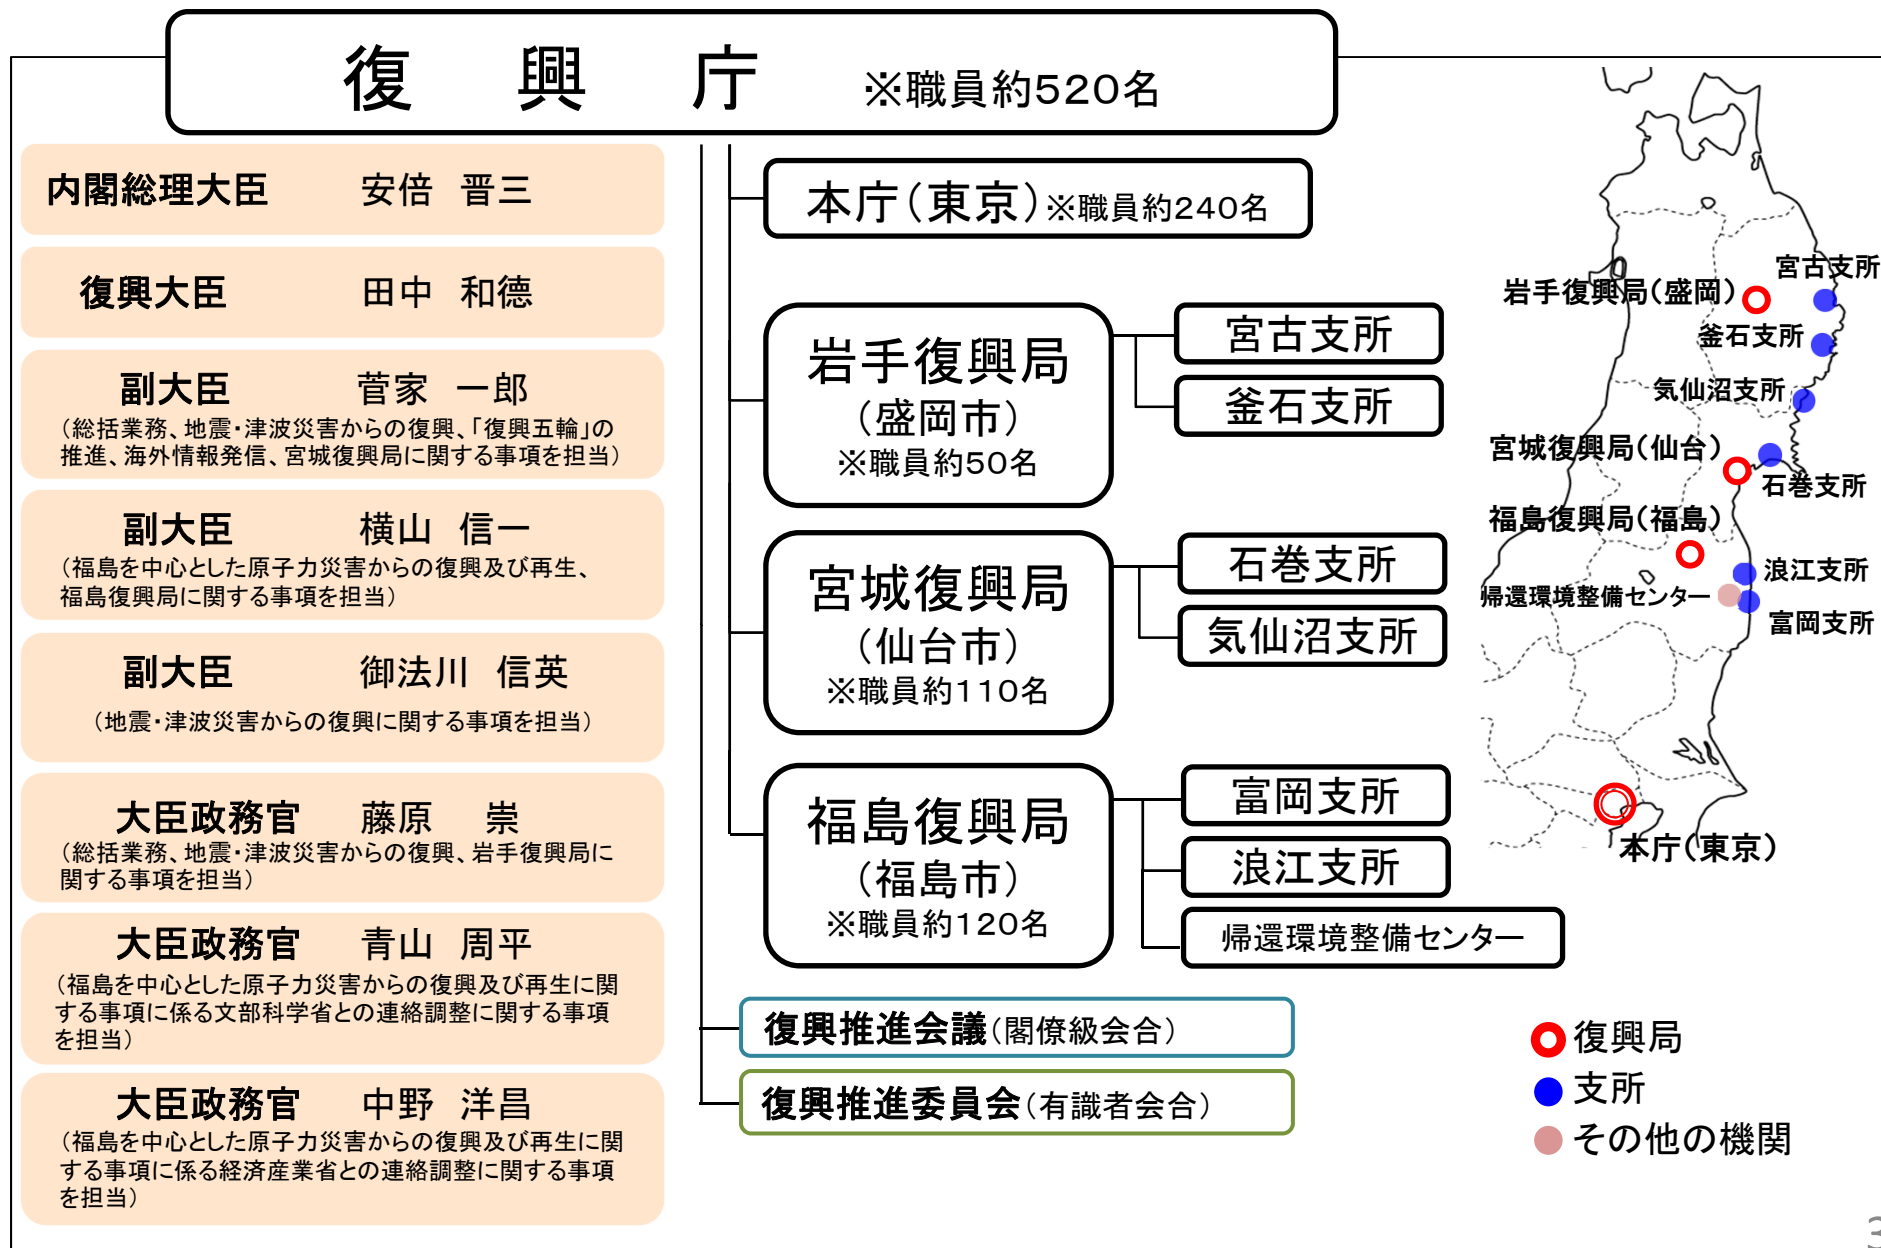 復 興 庁 ※職員約520名
内閣総理大臣 安倍 晋三
復興大臣 田中 和徳
副大臣 菅家 一郎
(総括業務、地震・津波災害からの復興、「復興五輪」の
推進、海外情報発信、宮城復興局に関する事項を担当)
副大臣 横山 信一
(福島を中心とした原子力災害からの復興及び再生、
福島復興局に関する事項を担当)
副大臣 御法川 信英
(地震・津波災害からの復興に関する事項を担当)
大臣政務官 藤原 崇
(総括業務、地震・津波災害からの復興、岩手復興局に
関する事項を担当)
大臣政務官 青山 周平
(福島を中心とした原子力災害からの復興及び再生に関
する事項に係る文部科学省との連絡調整に関する事項
を担当)
大臣政務官 中野 洋昌
(福島を中心とした原子力災害からの復興及び再生に関
する事項に係る経済産業省との連絡調整に関する事項
を担当)
本庁(東京)※職員約240名
岩手復興局
(盛岡市)
※職員約50名
宮古支所
釜石支所
宮城復興局
(仙台市)
※職員約110名
石巻支所
気仙沼支所
福島復興局
(福島市)
※職員約120名
富岡支所
浪江支所
帰還環境整備センター
復興推進会議(閣僚級会合)
復興推進委員会(有識者会合)
宮古支所
岩手復興局(盛岡)
釜石支所
気仙沼支所
宮城復興局(仙台)
石巻支所
福島復興局(福島)
浪江支所
帰還環境整備センター
富岡支所
本庁(東京)
復興局
支所
その他の機関
3